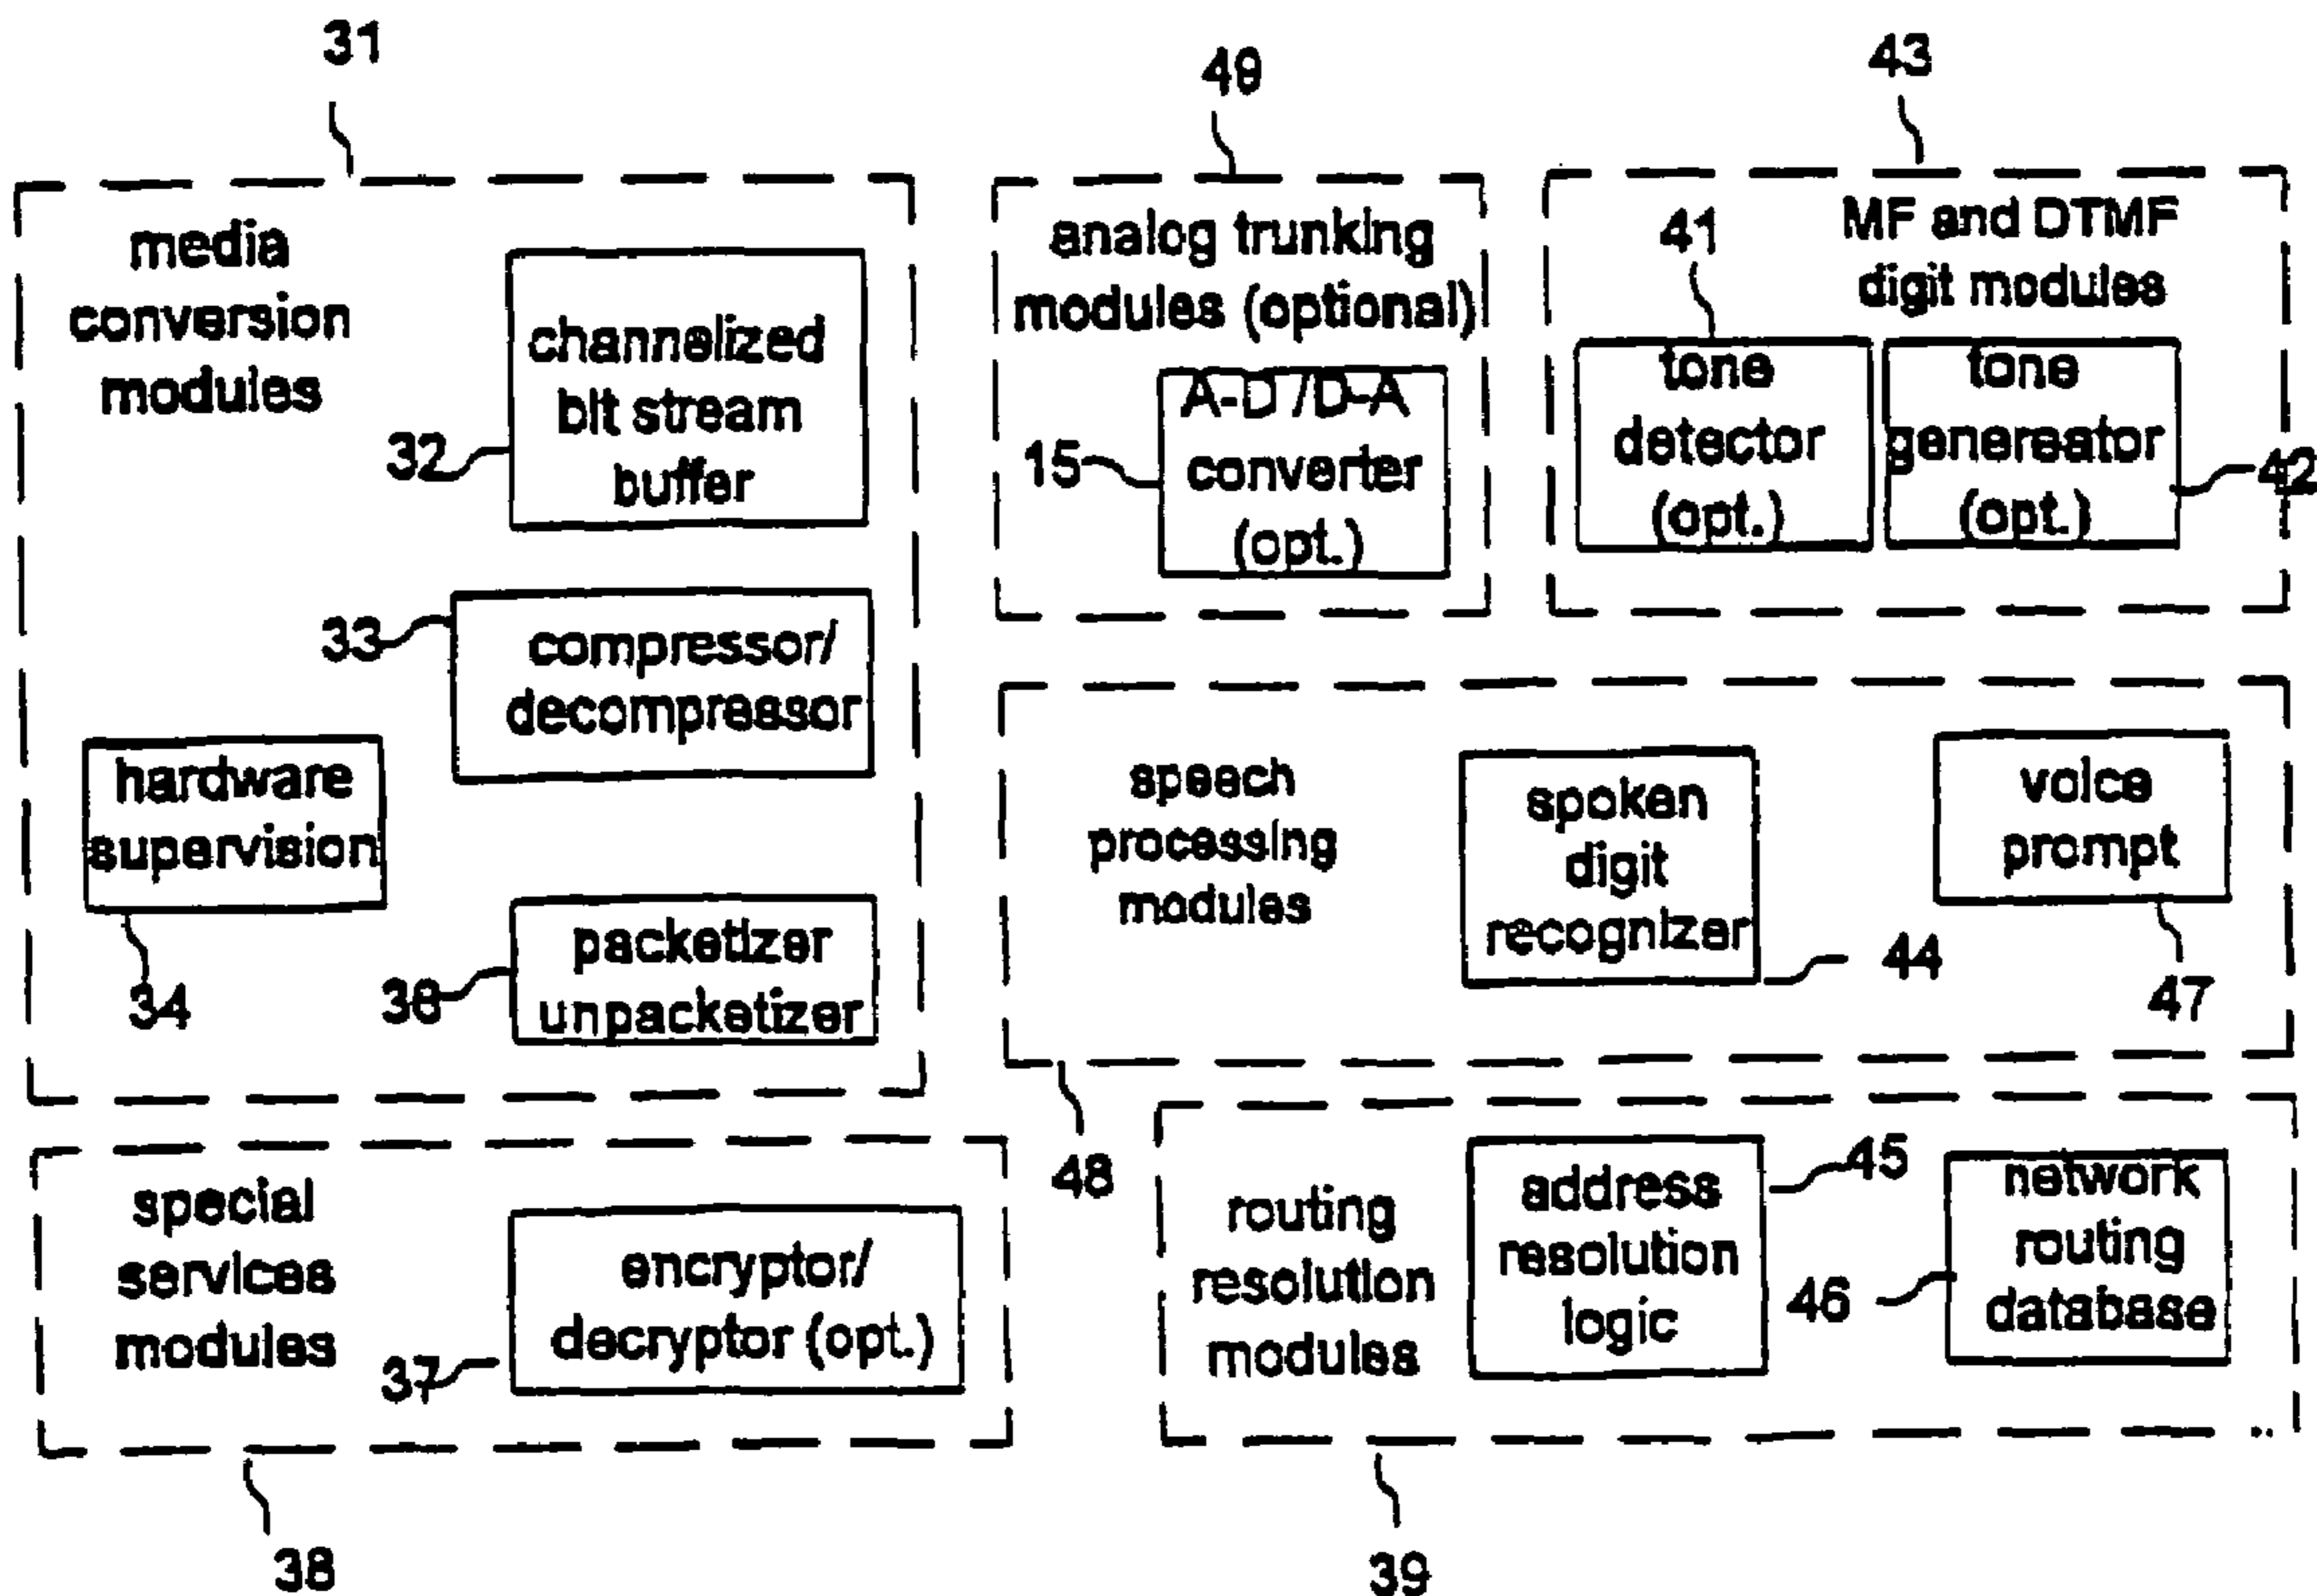 31
49
43
media
conversion
modules
channelized
bit stream
buffer
32
compressor/
decompressor
33
hardware
supervision
34
packetizer
unpacketizer
36
analog trunking
modules (optional)
A-D /D-A
converter
(opt.)
15
MF and DTMF
digit modules
41
tone
detector
(opt.)
tone
genereator
(opt.)
42
speech
processing
modules
spoken
digit
recognizer
44
voice
prompt
47
48
special
services
modules
encryptor/
decryptor (opt.)
37
38
routing
resolution
modules
address
resolution
logic
45
network
routing
database
46
39